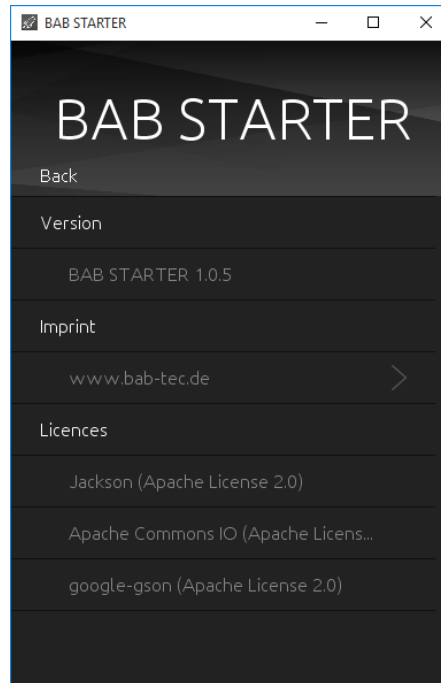 BAB STARTER
BAB STARTER
Back
Version
BAB STARTER 1.0.5
Imprint
www.bab-tec.de
Licences
Jackson (Apache License 2.0)
Apache Commons IO (Apache Licens...
google-gson (Apache License 2.0)